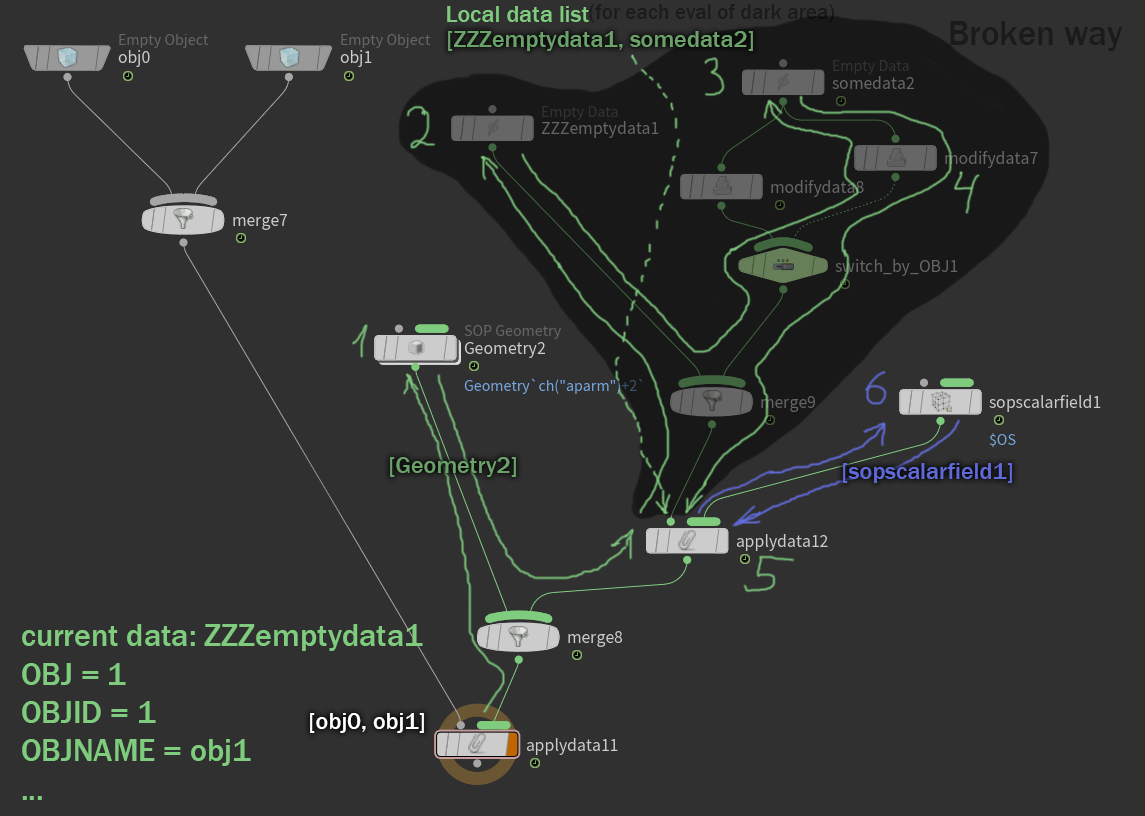 Local data list(for each eval of dark area)
[ZZZemptydata1, somedata2]
Broken way
Empty Object
obj0
Empty Object
obj1
3
Empty Data
somedata2
2
Empty Data
ZZZemptydata1
modifydata7
4
modifydata8
merge7
switch_by_OBJ1
1
SOP Geometry
Geometry2
Geometry`ch("aparm")+2`
6
merge9
sopscalarfield1
$OS
[Geometry2]
[sopscalarfield1]
applydata12
5
current data: ZZZemptydata1
OBJ = 1
OBJID = 1
OBJNAME = obj1
...
merge8
[obj0, obj1]
applydata11